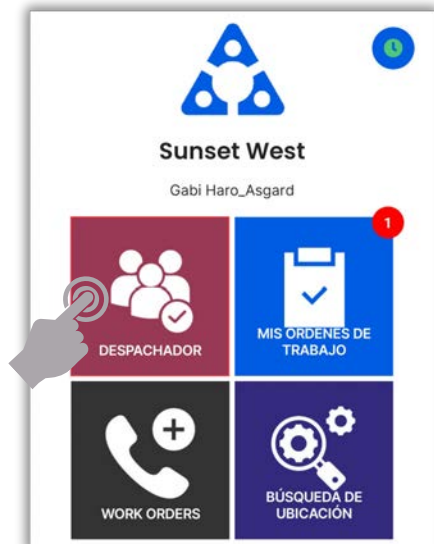 Sunset West
Gabi Haro_Asgard
1
DESPACHADOR
MIS ORDENES DE
TRABAJO
WORK ORDERS
BÚSQUEDA DE
UBICACIÓN